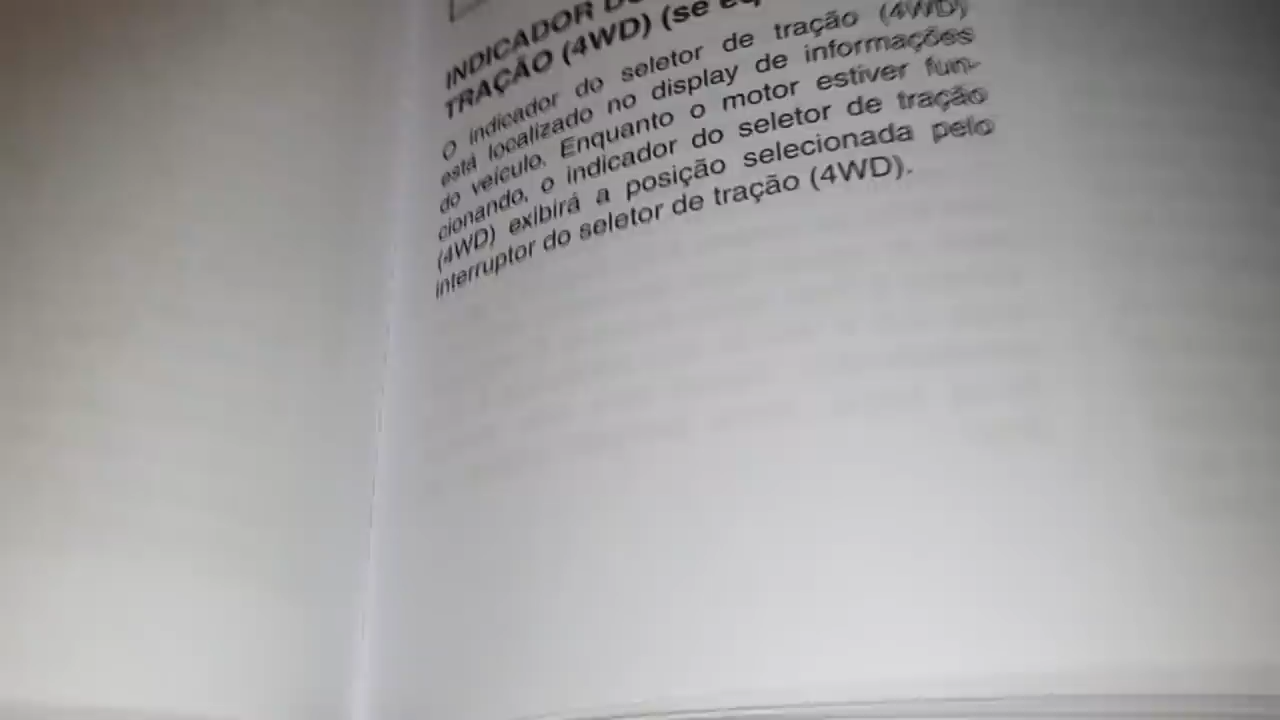 INDICADOR
TRAÇÃO (4WD) (se
O indicador do seletor de tração (4WD)
está localizado no display de informações
do veículo. Enquanto o motor estiver fun-
cionando, o indicador do seletor de tração
(4WD) exibirá a posição selecionada pelo
interruptor do seletor de tração (4WD).